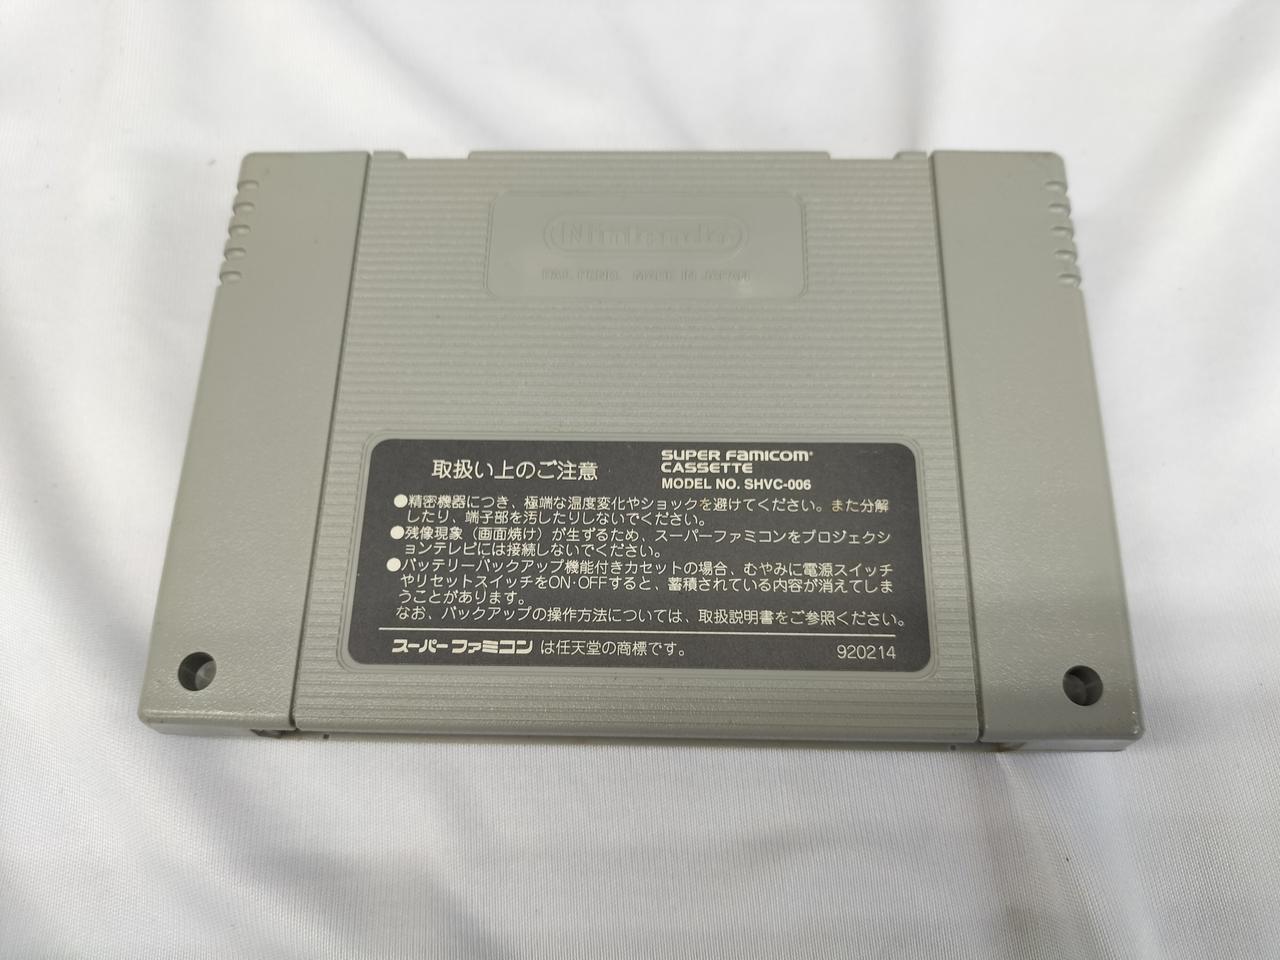 Nintendo
PAT. PEND. MADE IN JAPAN
取扱い上のご注意
SUPER FAMICOM
CASSETTE
MODEL NO. SHVC-006
●精密機器につき、極端な温度変化やショックを避けてください。また分解
したり、端子部を汚したりしないでください。
●残像現象（画面焼け）が生ずるため、スーパーファミコンをプロジェクシ
ョンテレビには接続しないでください。
●バッテリーバックアップ機能付きカセットの場合、むやみに電源スイッチ
やリセットスイッチをON·OFFすると、蓄積されている内容が消えてしま
うことがあります。
なお、バックアップの操作方法については、取扱説明書をご参照ください。
スーパーファミコン は任天堂の商標です。
920214